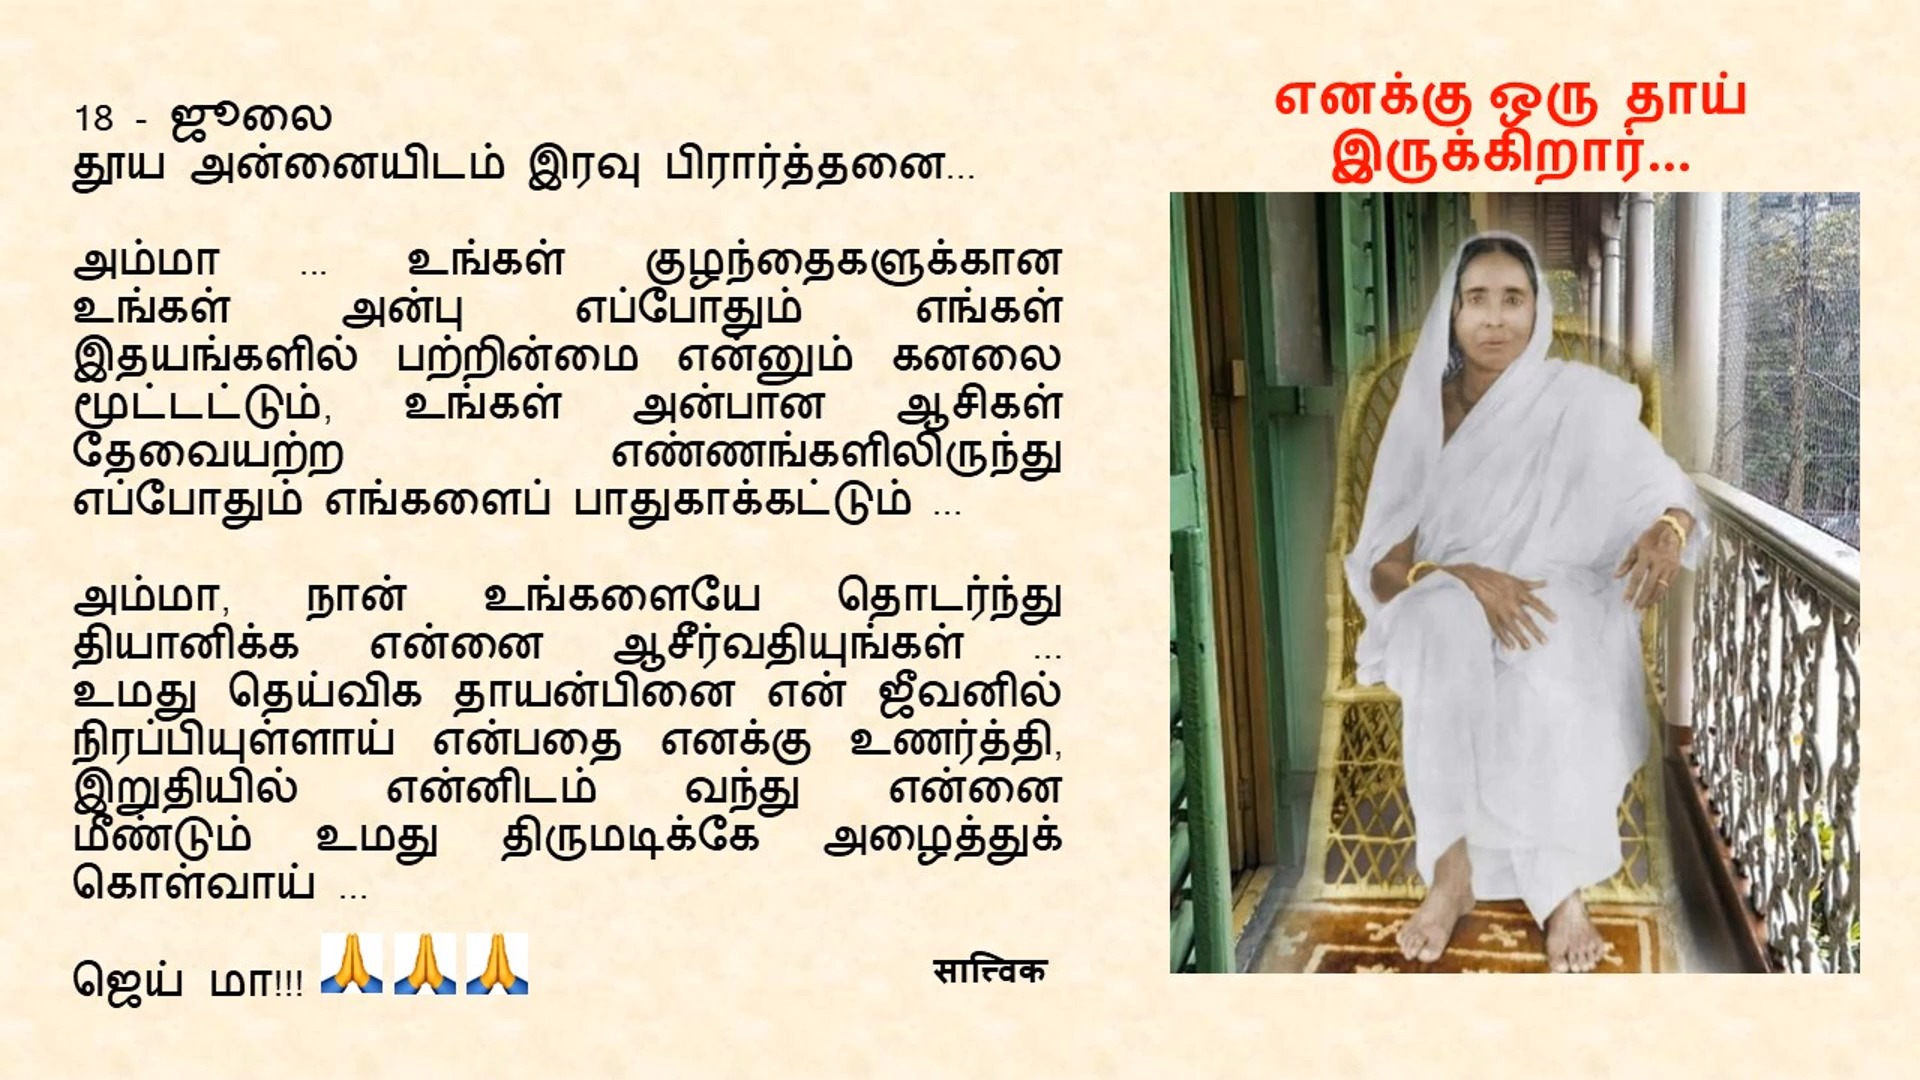 18 - ஜூலை
தூய அன்னையிடம் இரவு பிரார்த்தனை...
அம்மா ... உங்கள் குழந்தைகளுக்கான
உங்கள் அன்பு எப்போதும் எங்கள்
இதயங்களில் பற்றின்மை என்னும் கனலை
மூட்டட்டும், உங்கள் அன்பான ஆசிகள்
தேவையற்ற எண்ணங்களிலிருந்து
எப்போதும் எங்களைப் பாதுகாக்கட்டும் ...
அம்மா, நான் உங்களையே தொடர்ந்து
தியானிக்க என்னை ஆசீர்வதியுங்கள் ...
உமது தெய்விக தாயன்பினை என் ஜீவனில்
நிரப்பியுள்ளாய் என்பதை எனக்கு உணர்த்தி,
இறுதியில் என்னிடம் வந்து என்னை
மீண்டும் உமது திருமடிக்கே அழைத்துக்
கொள்வாய் ...
ஜெய் மா!!! 🙏 🙏 🙏
सात्त्विक
எனக்கு ஒரு தாய்
இருக்கிறார்...